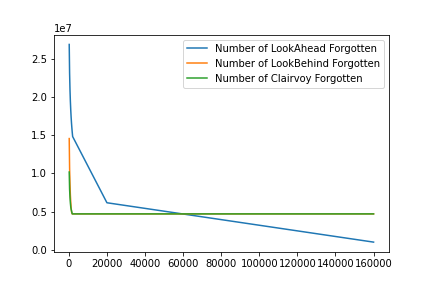 1e7
Number of LookAhead Forgotten
Number of LookBehind Forgotten
Number of Clairvoy Forgotten
2.5
2.0
1.5
1.0
0.5
0.0
0 20000 40000 60000 80000 100000 120000 140000 160000